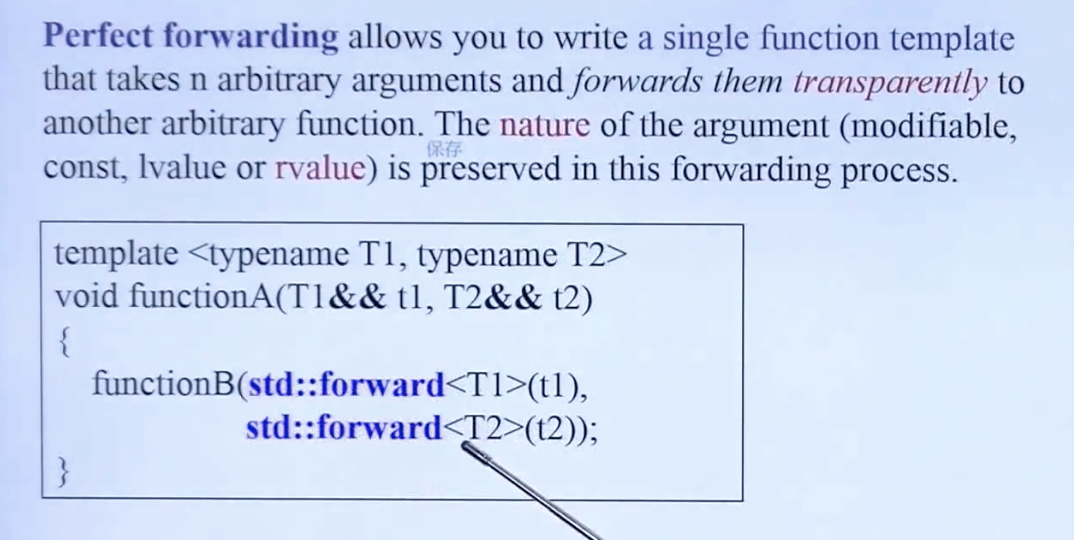 Perfect forwarding allows you to write a single function template
that takes n arbitrary arguments and forwards them transparently to
another arbitrary function. The nature of the argument (modifiable,
保存
const, lvalue or rvalue) is preserved in this forwarding process.
template <typename T1, typename T2>
void functionA(T1&& t1, T2&& t2)
{
functionB(std::forward<T1>(t1),
std::forward<T2>(t2));
}